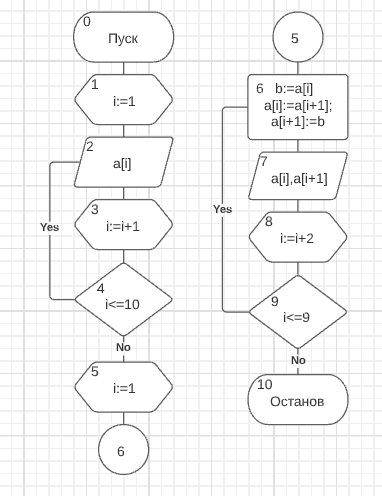 0
Пуск
1
i:=1
2
a[i]
3
i:=i+1
Yes
4
i<=10
No
5
i:=1
6
5
6 b:=a[i]
a[i]:=a[i+1];
a[i+1]:=b
7
a[i],a[i+1]
Yes
8
i:=i+2
9
i<=9
No
10
Останов